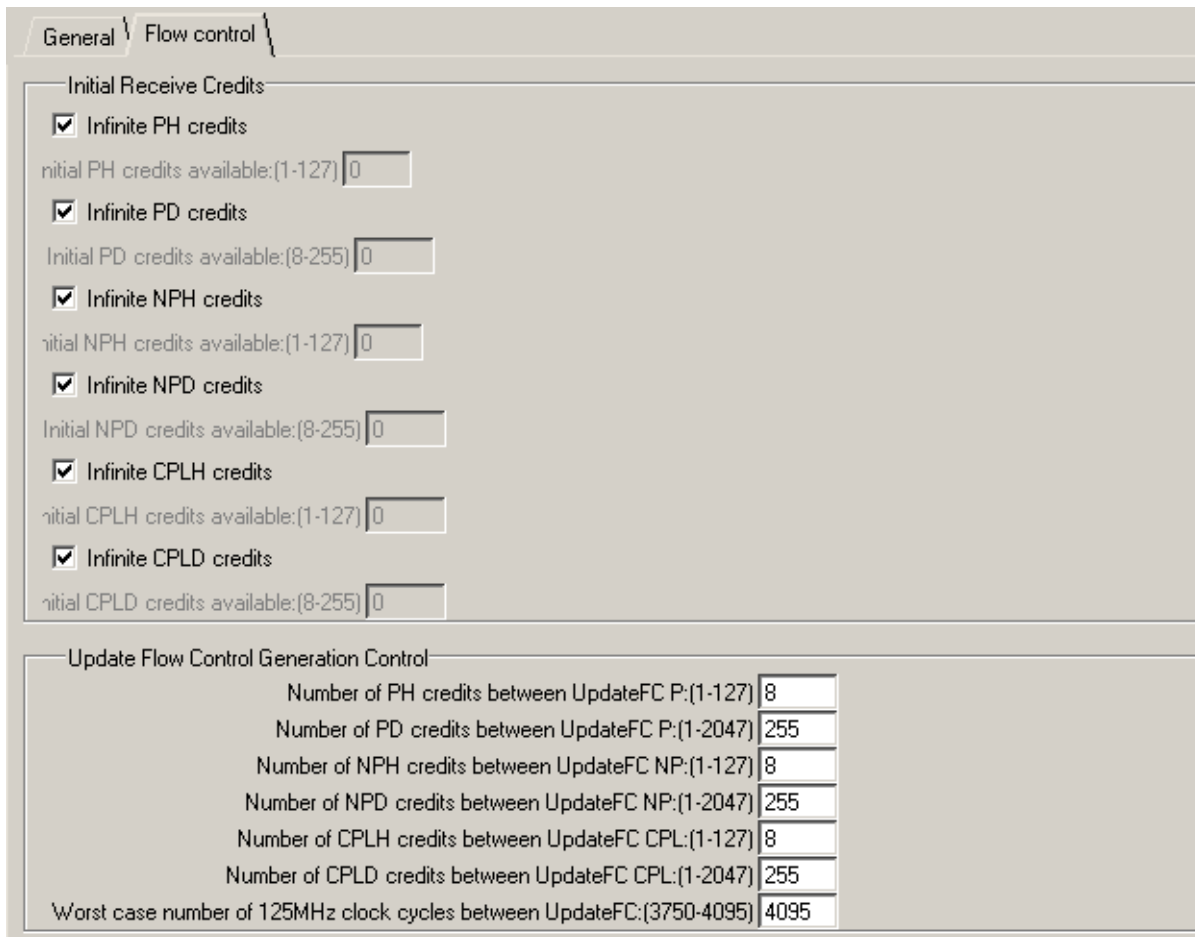 General Flow control
Initial Receive Credits
Infinite PH credits
nitial PH credits available:(1-127) 0
Infinite PD credits
Initial PD credits available:(8-255) 0
Infinite NPH credits
nitial NPH credits available:(1-127) 0
Infinite NPD credits
Initial NPD credits available:(8-255) 0
Infinite CPLH credits
nitial CPLH credits available:(1-127) 0
Infinite CPLD credits
nitial CPLD credits available:(8-255) 0
Update Flow Control Generation Control
Number of PH credits between UpdateFC P:(1-127) 8
Number of PD credits between UpdateFC P:(1-2047) 255
Number of NPH credits between UpdateFC NP:(1-127) 8
Number of NPD credits between UpdateFC NP:(1-2047) 255
Number of CPLH credits between UpdateFC CPL:(1-127) 8
Number of CPLD credits between UpdateFC CPL:(1-2047) 255
Worst case number of 125MHz clock cycles between UpdateFC:(3750-4095) 4095